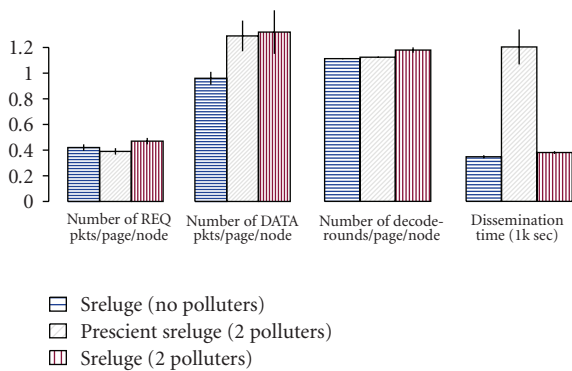 1.2
1
0.8
0.6
0.4
0.2
0
Number of REQ
pkts/page/node
Number of DATA
pkts/page/node
Number of decode-
rounds/page/node
Dissemination
time (1k sec)
Sreluge (no polluters)
Prescient sreluge (2 polluters)
Sreluge (2 polluters)